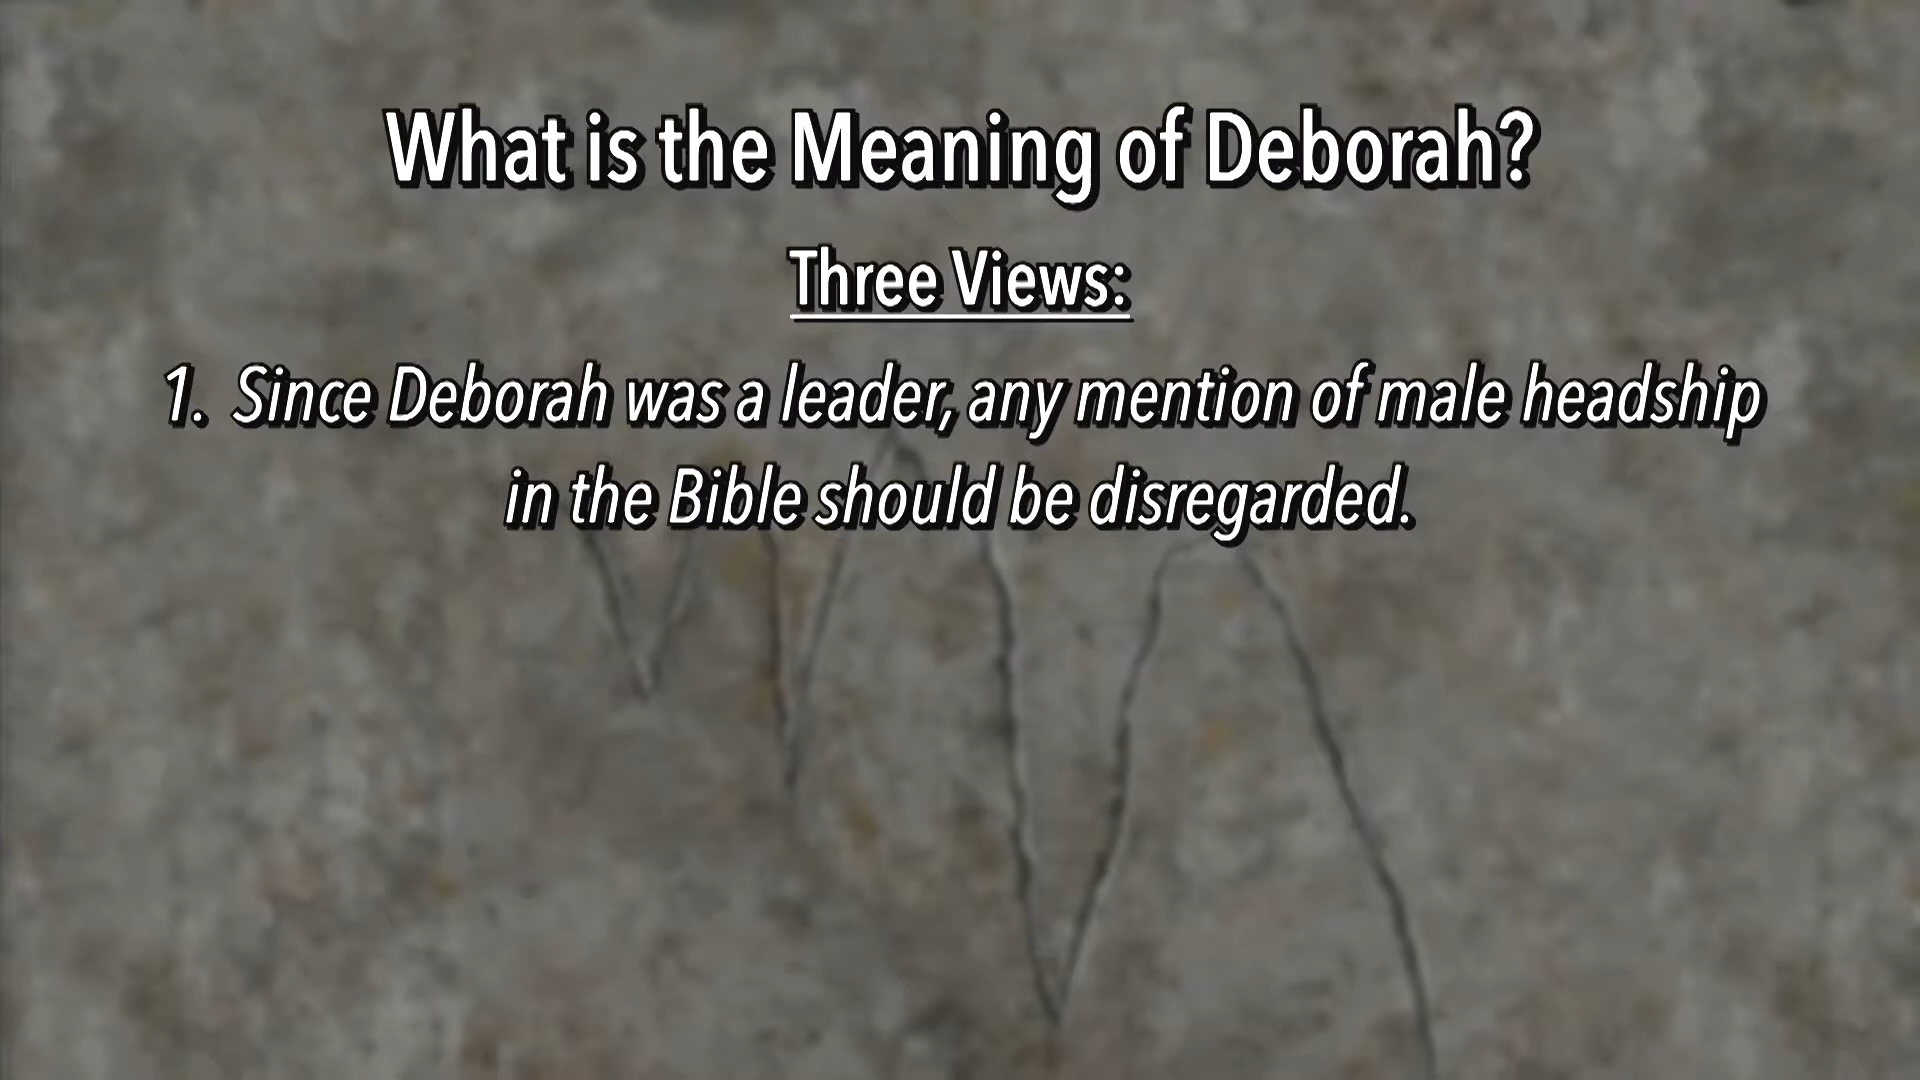 What is the Meaning of Deborah?
Three Views:
1. Since Deborah was a leader, any mention of male headship
in the Bible should be disregarded.